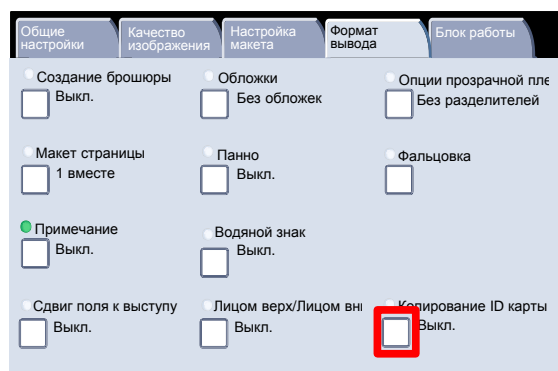 Общие настройки
Качество изображения
Настройка макета
Формат вывода
Блок работы
Создание брошюры
Выкл.
Обложки
Без обложек
Опции прозрачной пле
Без разделителей
Макет страницы
1 вместе
Панно
Выкл.
Фальцовка
Примечание
Выкл.
Водяной знак
Выкл.
Сдвиг поля к выступу
Выкл.
Лицом верх/Лицом вни
Выкл.
Копирование ID карты
Выкл.